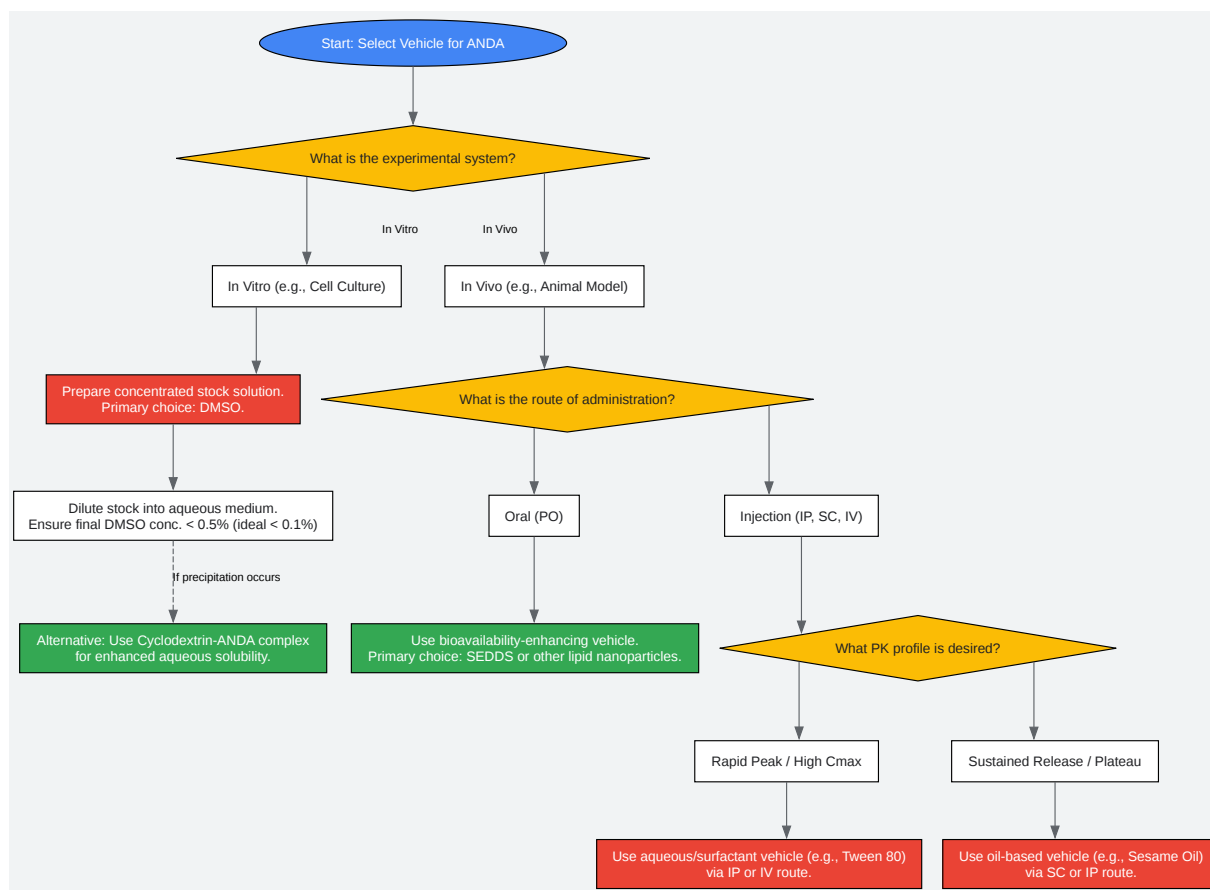 Start: Select Vehicle for ANDA
What is the experimental system?
In Vitro
In Vivo
In Vitro (e.g., Cell Culture)
In Vivo (e.g., Animal Model)
Prepare concentrated stock solution.
Primary choice: DMSO.
What is the route of administration?
Dilute stock into aqueous medium.
Ensure final DMSO conc. < 0.5% (ideal < 0.1%)
Oral (PO)
Injection (IP, SC, IV)
If precipitation occurs
Alternative: Use Cyclodextrin-ANDA complex
for enhanced aqueous solubility.
Use bioavailability-enhancing vehicle.
Primary choice: SEDDS or other lipid nanoparticles.
What PK profile is desired?
Rapid Peak / High Cmax
Sustained Release / Plateau
Use aqueous/surfactant vehicle (e.g., Tween 80)
via IP or IV route.
Use oil-based vehicle (e.g., Sesame Oil)
via SC or IP route.